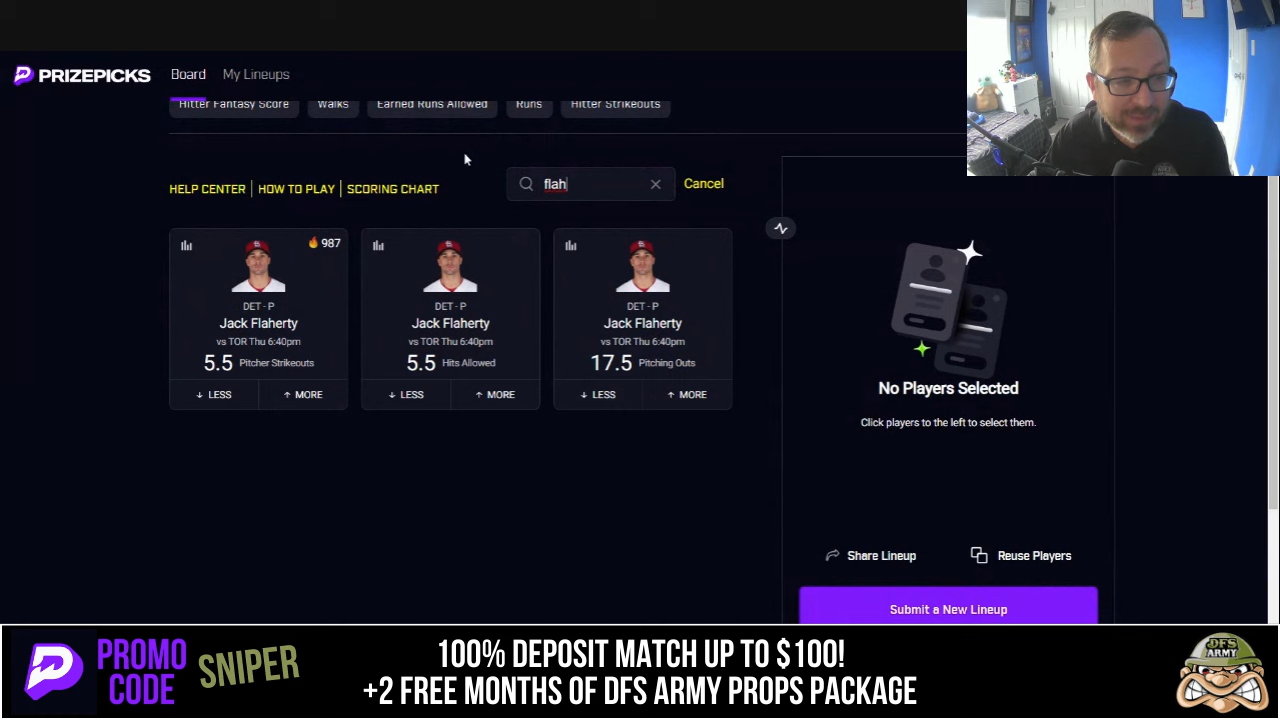 PRIZEPICKS Board My Lineups
Hitter Fantasy Score Walks Earned Runs Allowed Runs Hitter Strikeouts
HELP CENTER HOW TO PLAY SCORING CHART flah Cancel
987
DET - P DET - P DET - P
Jack Flaherty Jack Flaherty Jack Flaherty
vs TOR Thu 6:40pm vs TOR Thu 6:40pm vs TOR Thu 6:40pm
5.5 Pitcher Strikeouts 5.5 Hits Allowed 17.5 Pitching Outs
↓ LESS ↑ MORE ↓ LESS ↑ MORE ↓ LESS ↑ MORE
No Players Selected
Click players to the left to select them.
Share Lineup Reuse Players
Submit a New Lineup
PROMO CODE SNIPER
100% DEPOSIT MATCH UP TO $100!
+2 FREE MONTHS OF DFS ARMY PROPS PACKAGE
DFS ARMY